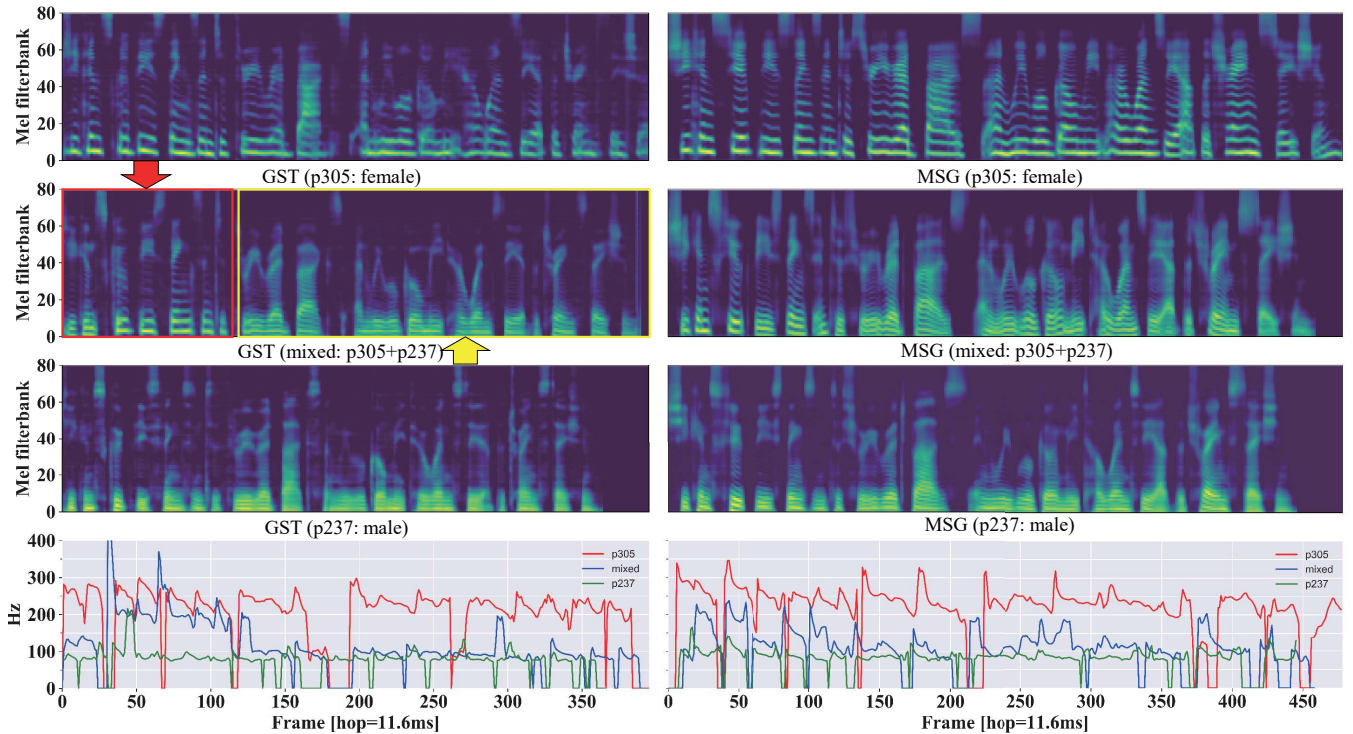 Mel filterbank
80
60
40
20
0
GST (p305: female)
MSG (p305: female)
Mel filterbank
80
60
40
20
0
GST (mixed: p305+p237)
MSG (mixed: p305+p237)
Mel filterbank
80
60
40
20
0
GST (p237: male)
MSG (p237: male)
Hz
400
300
200
100
0
p305
mixed
p237
p305
mixed
p237
0 50 100 150 200 250 300 350
0 50 100 150 200 250 300 350 400 450
Frame [hop=11.6ms]
Frame [hop=11.6ms]